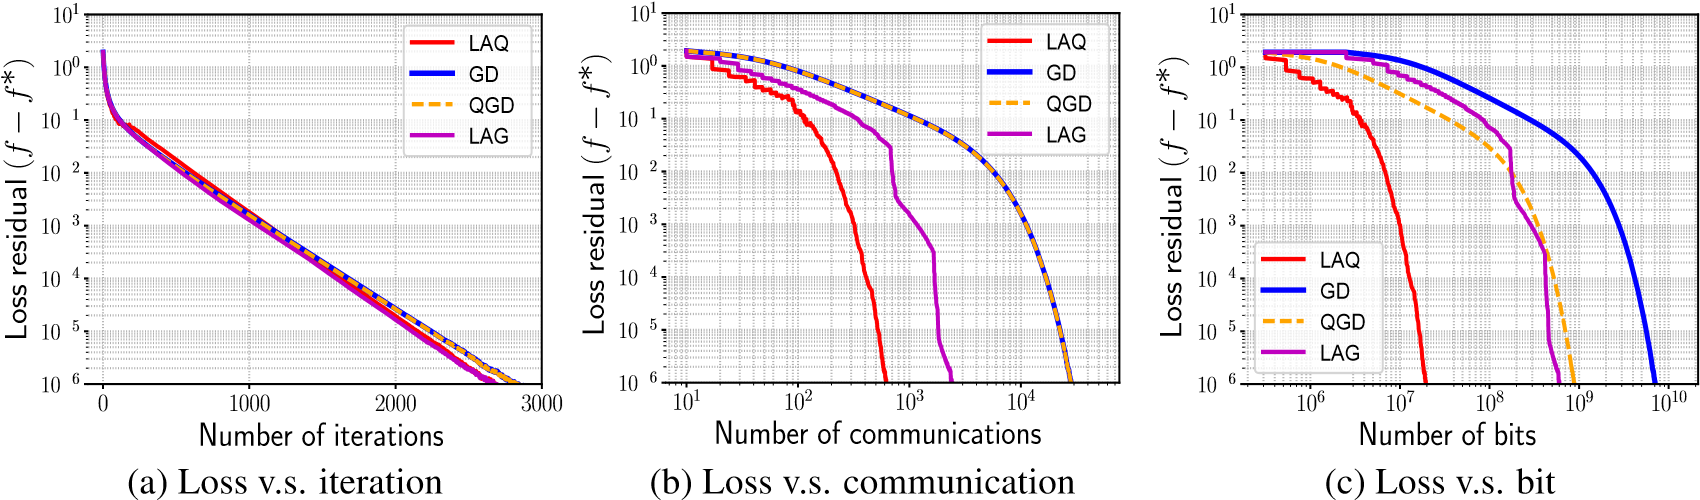 10^1
10^0
10 1
10 2
10 3
10 4
10 5
10 6
Loss residual (f − f*)
LAQ
GD
QGD
LAG
0 1000 2000 3000
Number of iterations
(a) Loss v.s. iteration
10^1
10^0
10 1
10 2
10 3
10 4
10 5
10 6
Loss residual (f − f*)
LAQ
GD
QGD
LAG
10^1 10^2 10^3 10^4
Number of communications
(b) Loss v.s. communication
10^1
10^0
10 1
10 2
10 3
10 4
10 5
10 6
Loss residual (f − f*)
LAQ
GD
QGD
LAG
10^6 10^7 10^8 10^9 10^10
Number of bits
(c) Loss v.s. bit